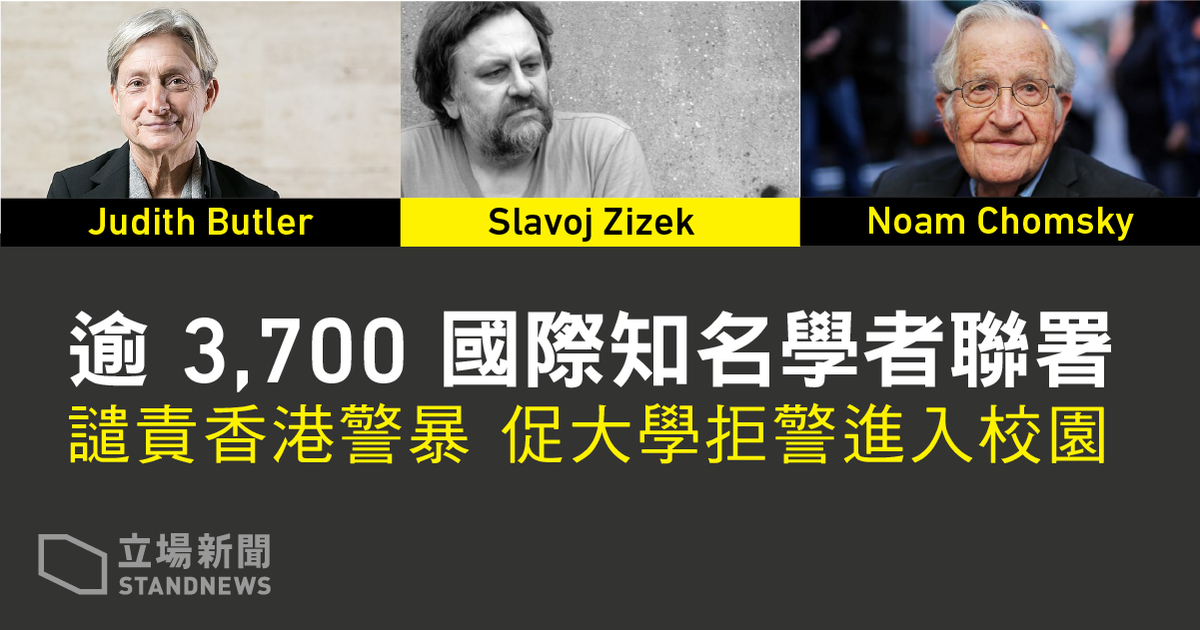 Judith Butler
Slavoj Zizek
Noam Chomsky
逾 3,700 國際知名學者聯署
譴責香港警暴 促大學拒警進入校園
立場新聞
STANDNEWS